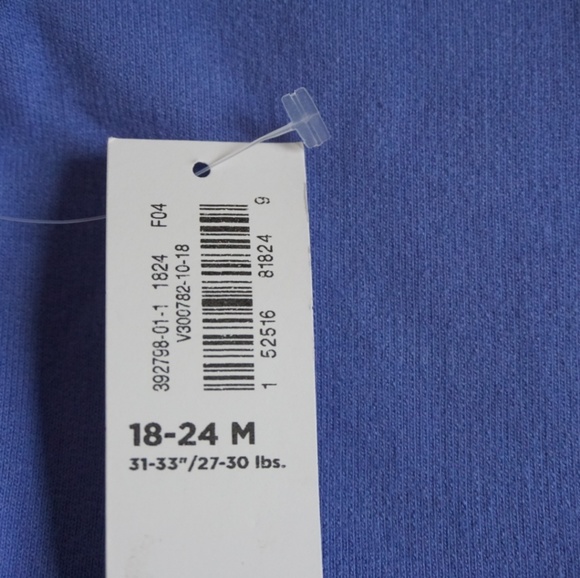 392798-01-1 1824 F04
V300782-10-18
1 52516 81824 9
18-24 M
31-33"/27-30 lbs.